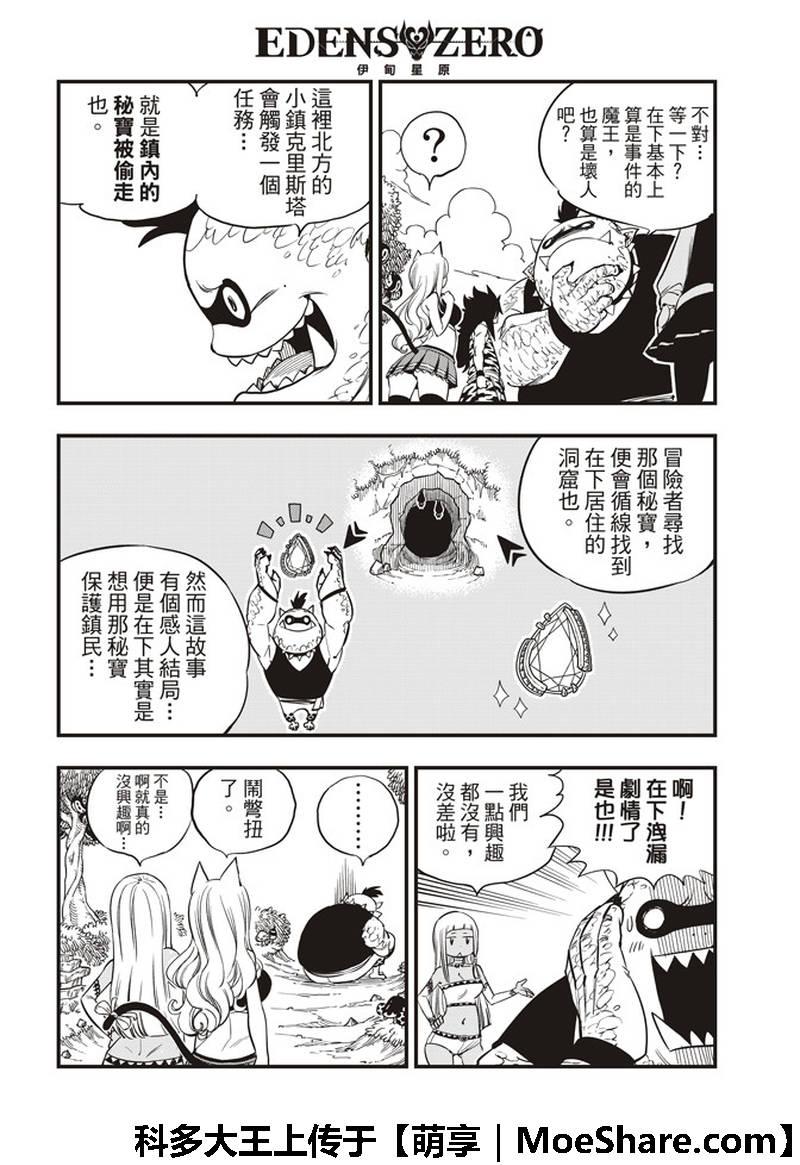 EDENS ZERO
伊甸星原
不對…
等一下？
在下基本上
算是事件的
魔王，
也算是壞人
吧？
？
這裡北方的
小鎮克里斯塔
會觸發一個
任務…
就是鎮內的
秘寶被偷走
也。
冒險者尋找
那個秘寶，
便會循線找到
在下居住的
洞窟也。
然而這故事
有個感人結局…
便是在下其實是
想用那秘寶
保護鎮民…
啊！
在下洩漏
劇情了
是也!!!
我們
一點興趣
都沒有，
沒差啦。
………
鬧彆扭
了。
不是…
啊就真的
沒興趣啊…
科多大王上传于【萌享｜MoeShare.com】